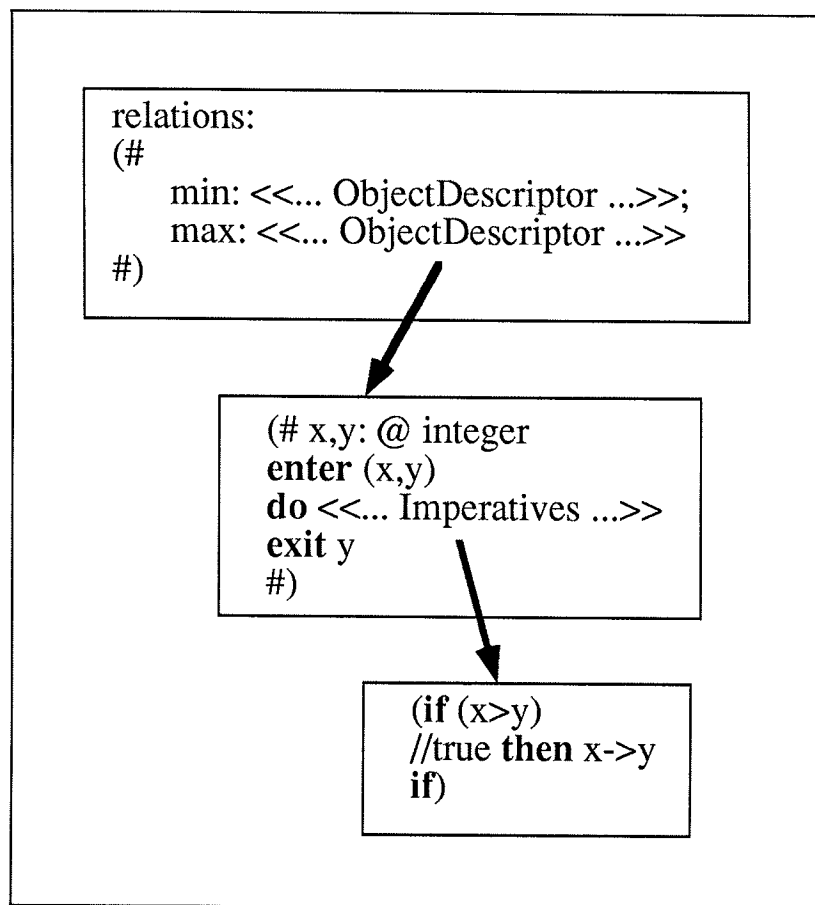 relations:
(#
min: <<... ObjectDescriptor ...>>;
max: <<... ObjectDescriptor ...>>
#)
(# x,y: @ integer
enter (x,y)
do <<... Imperatives ...>>
exit y
#)
(if (x>y)
//true then x->y
if)